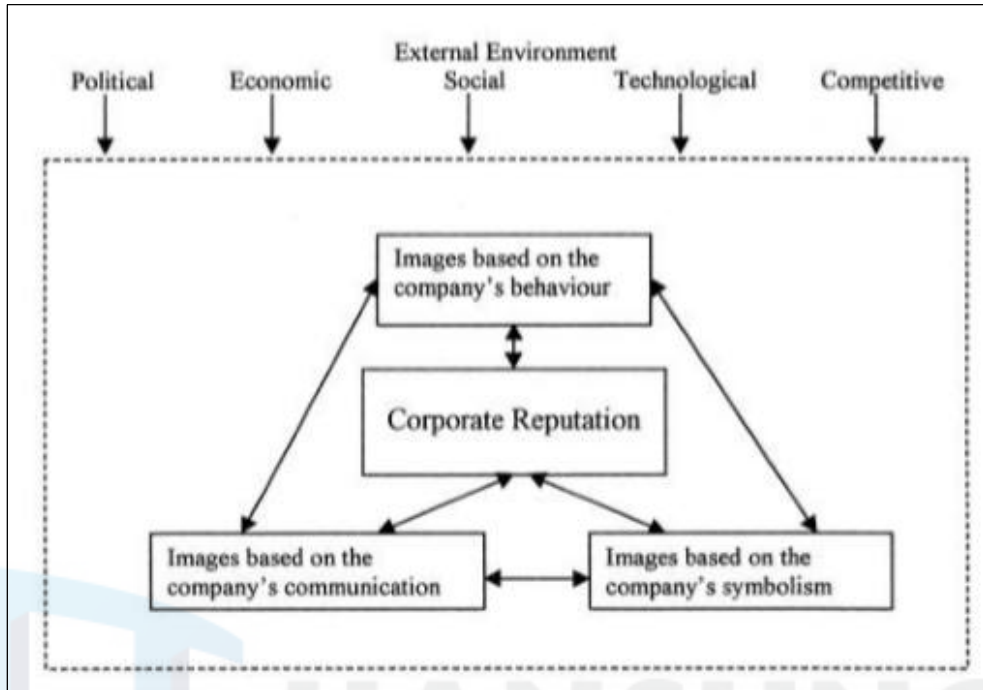 External Environment
Political Economic Social Technological Competitive
Images based on the
company's behaviour
Corporate Reputation
Images based on the
company's communication
Images based on the
company's symbolism